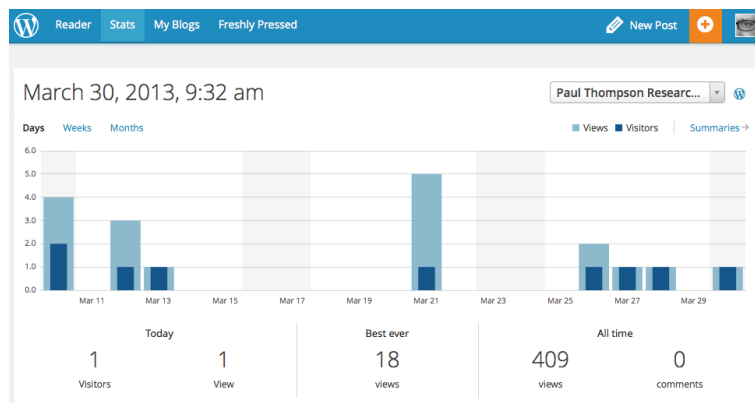 Reader Stats My Blogs Freshly Pressed New Post
March 30, 2013, 9:32 am Paul Thompson Researc...
Days Weeks Months Views Visitors Summaries
6.0
5.0
4.0
3.0
2.0
1.0
0.0
Mar 11 Mar 13 Mar 15 Mar 17 Mar 19 Mar 21 Mar 23 Mar 25 Mar 27 Mar 29
Today Best ever All time
1 1 18 409 0
Visitors View views views comments